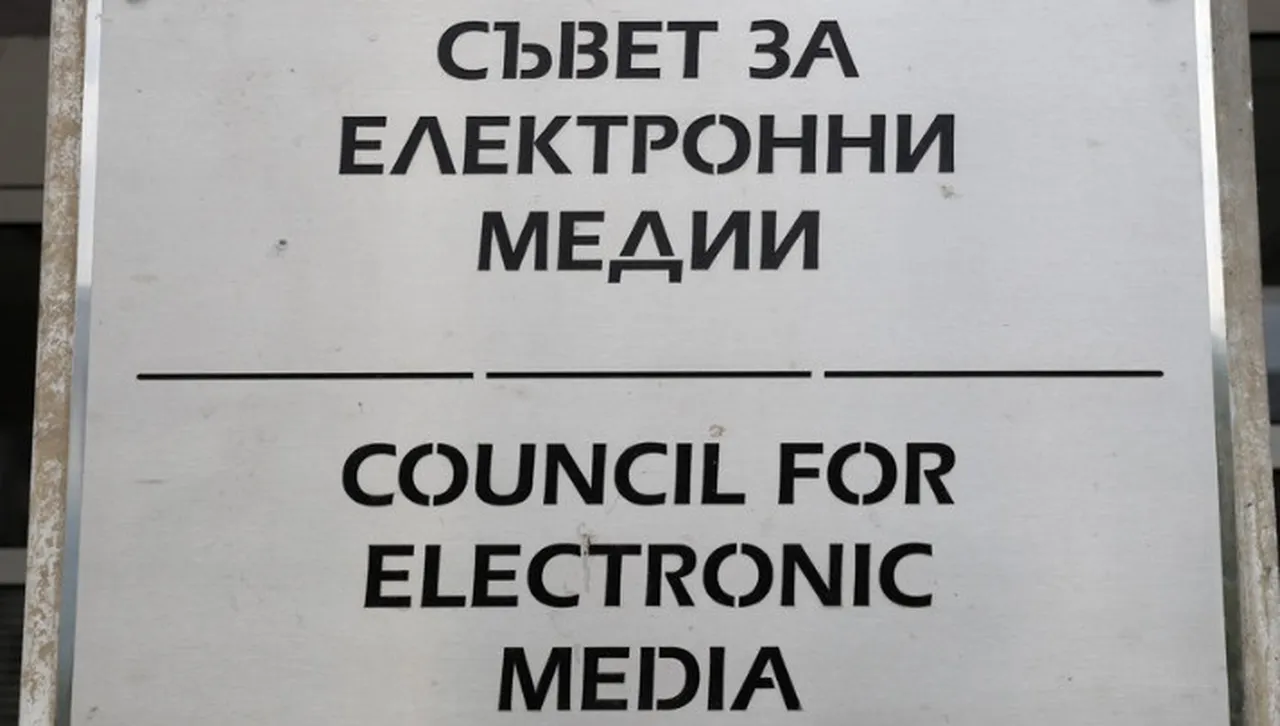 СЪВЕТ ЗА
ЕЛЕКТРОННИ
МЕДИИ
COUNCIL FOR
ELECTRONIC
MEDIA